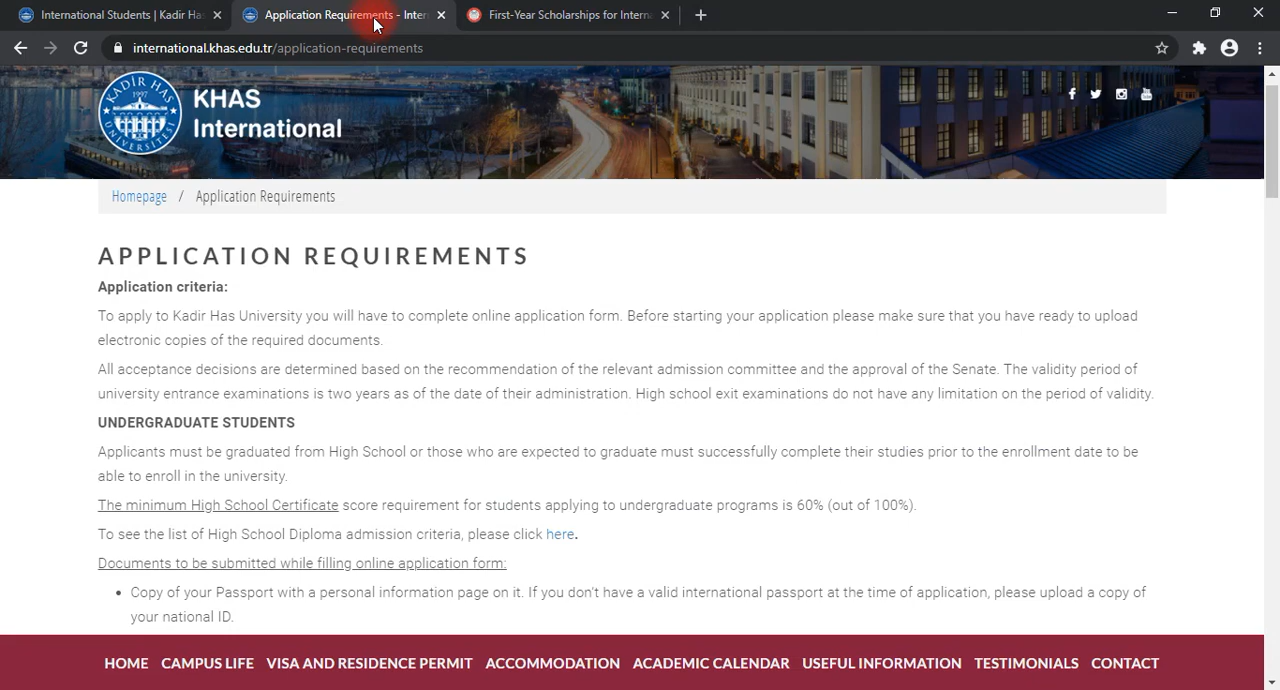 International Students | Kadir Has
Application Requirements - Inter
First-Year Scholarships for Interna
international.khas.edu.tr/application-requirements
KADİR HAS
1997
ÜNİVERSİTESİ
KHAS
International
Homepage / Application Requirements
APPLICATION REQUIREMENTS
Application criteria:
To apply to Kadir Has University you will have to complete online application form. Before starting your application please make sure that you have ready to upload
electronic copies of the required documents.
All acceptance decisions are determined based on the recommendation of the relevant admission committee and the approval of the Senate. The validity period of
university entrance examinations is two years as of the date of their administration. High school exit examinations do not have any limitation on the period of validity.
UNDERGRADUATE STUDENTS
Applicants must be graduated from High School or those who are expected to graduate must successfully complete their studies prior to the enrollment date to be
able to enroll in the university.
The minimum High School Certificate score requirement for students applying to undergraduate programs is 60% (out of 100%).
To see the list of High School Diploma admission criteria, please click here.
Documents to be submitted while filling online application form:
• Copy of your Passport with a personal information page on it. If you don't have a valid international passport at the time of application, please upload a copy of
your national ID.
HOME CAMPUS LIFE VISA AND RESIDENCE PERMIT ACCOMMODATION ACADEMIC CALENDAR USEFUL INFORMATION TESTIMONIALS CONTACT